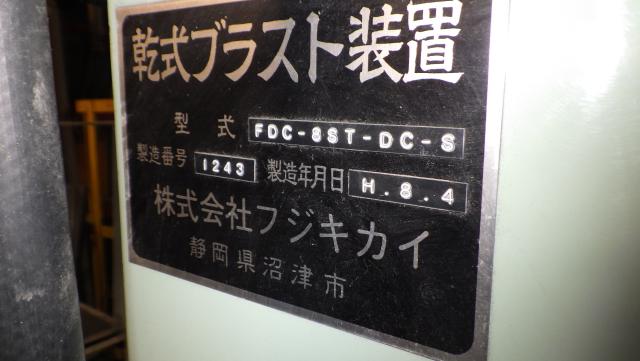 乾式ブラスト装置
型式 FDC-8ST-DC-S
製造番号 1243 製造年月日 H.8.4
株式会社フジキカイ
静岡県沼津市